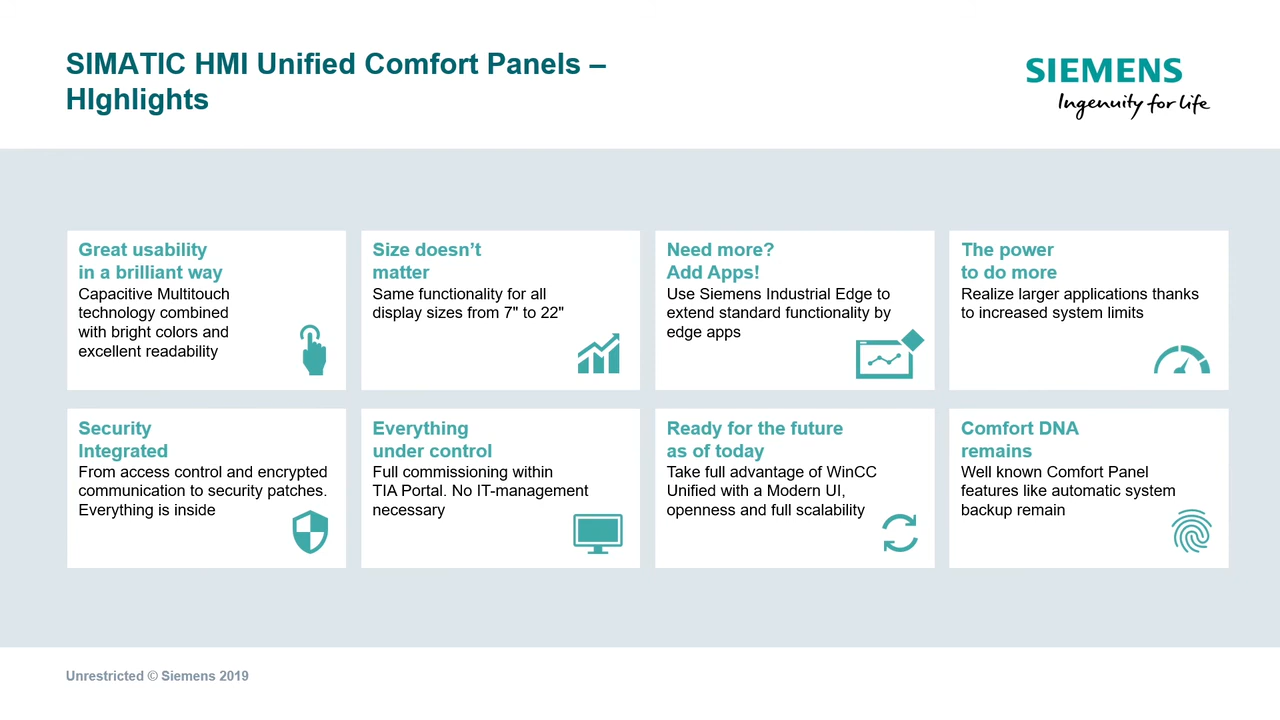 SIMATIC HMI Unified Comfort Panels –
HIghlights
SIEMENS
Ingenuity for life
Great usability
in a brilliant way
Capacitive Multitouch
technology combined
with bright colors and
excellent readability
Size doesn’t
matter
Same functionality for all
display sizes from 7" to 22"
Need more?
Add Apps!
Use Siemens Industrial Edge to
extend standard functionality by
edge apps
The power
to do more
Realize larger applications thanks
to increased system limits
Security
Integrated
From access control and encrypted
communication to security patches.
Everything is inside
Everything
under control
Full commissioning within
TIA Portal. No IT-management
necessary
Ready for the future
as of today
Take full advantage of WinCC
Unified with a Modern UI,
openness and full scalability
Comfort DNA
remains
Well known Comfort Panel
features like automatic system
backup remain
Unrestricted © Siemens 2019